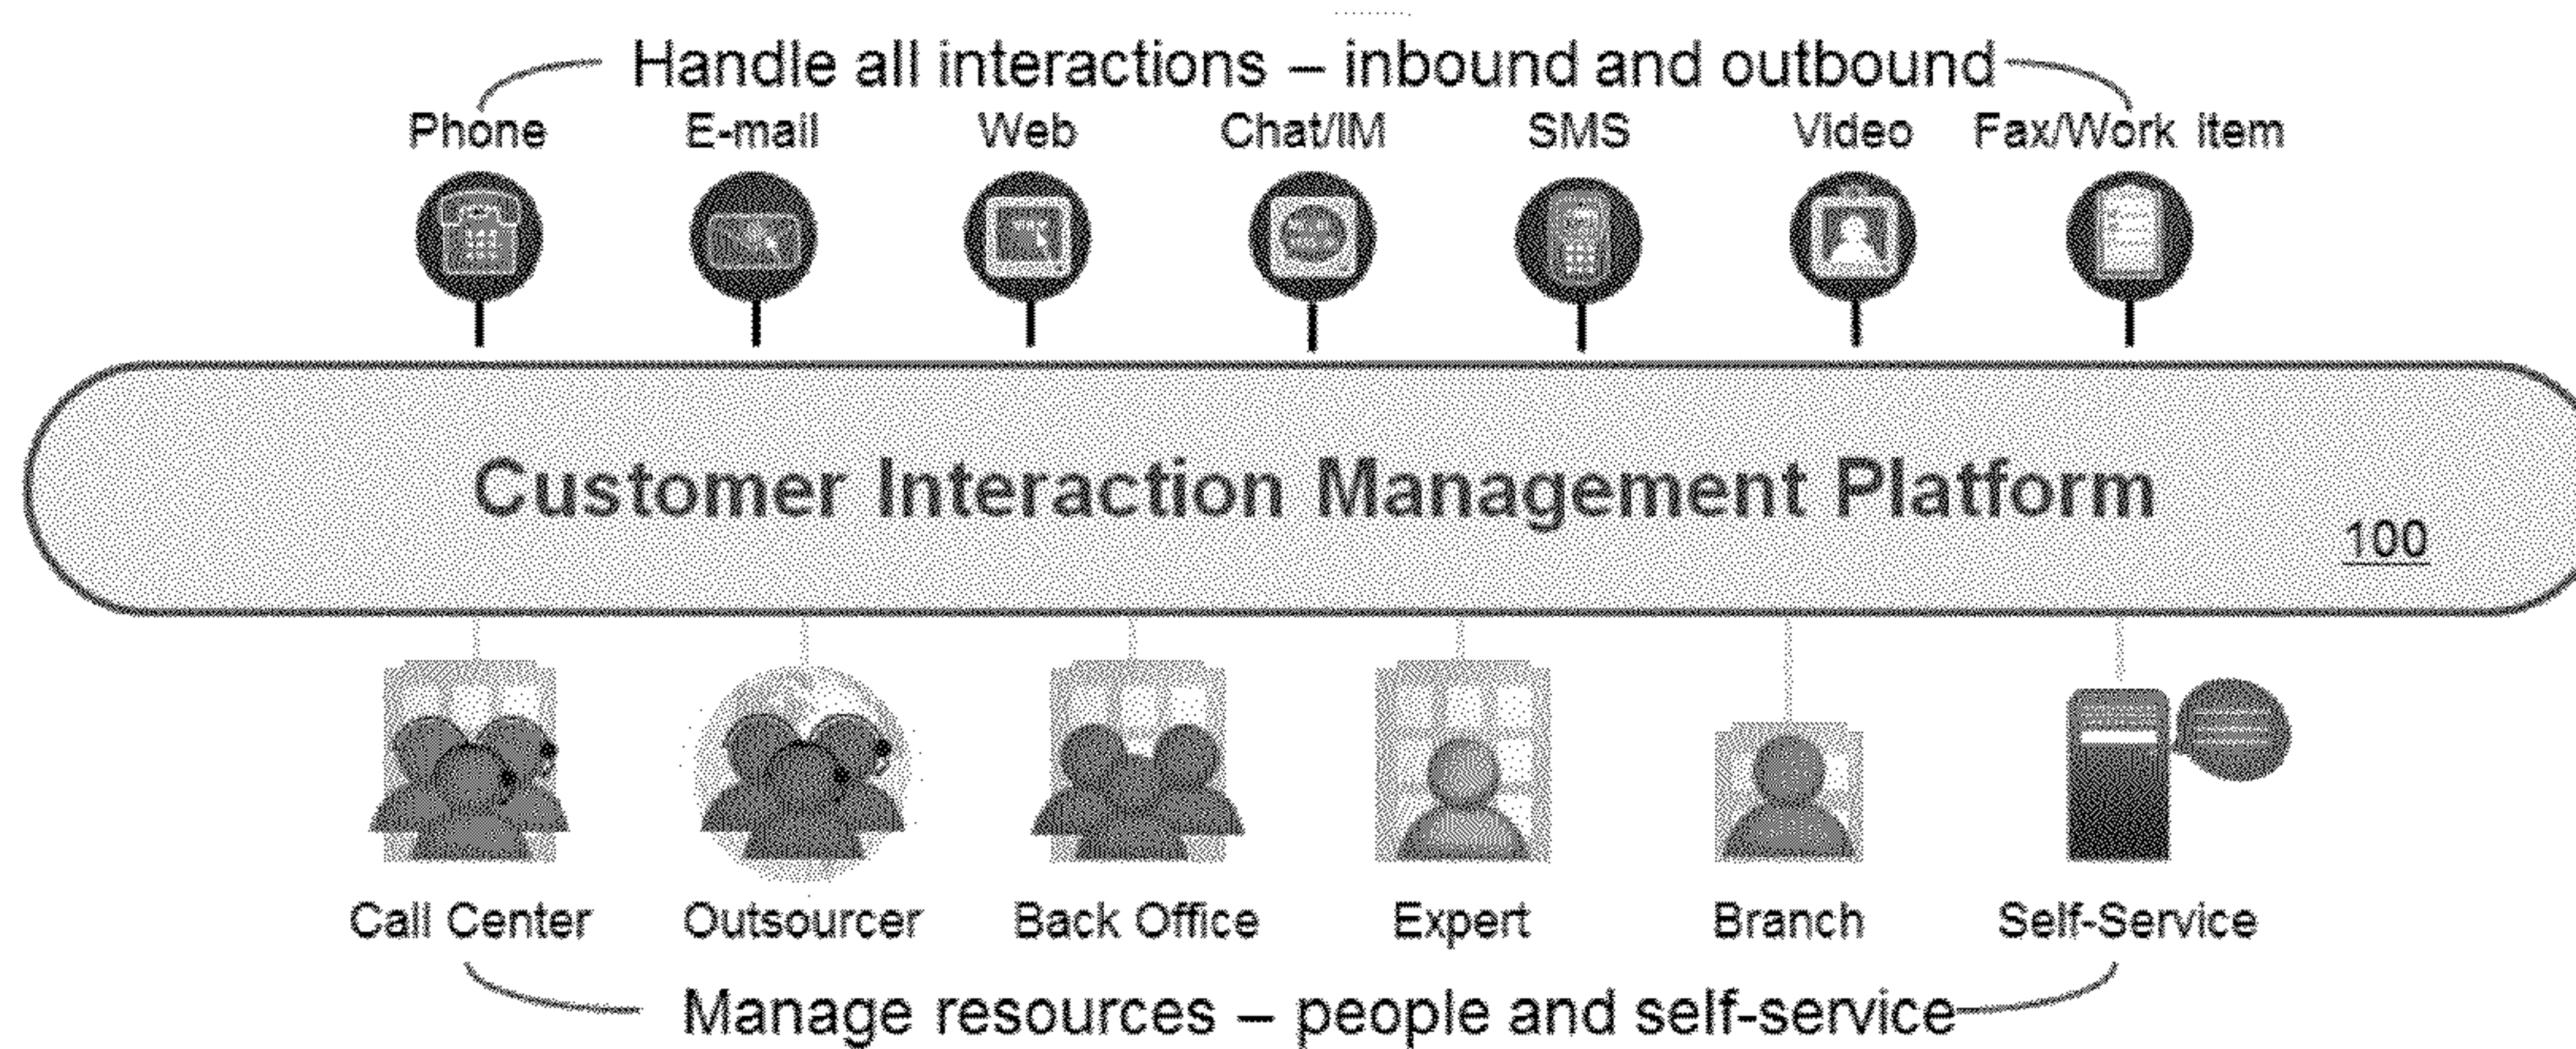 Handle all interactions – inbound and outbound
Phone E-mail Web Chat/IM SMS Video Fax/Work item
Customer Interaction Management Platform
100
Call Center Outsourcer Back Office Expert Branch Self-Service
Manage resources – people and self-service